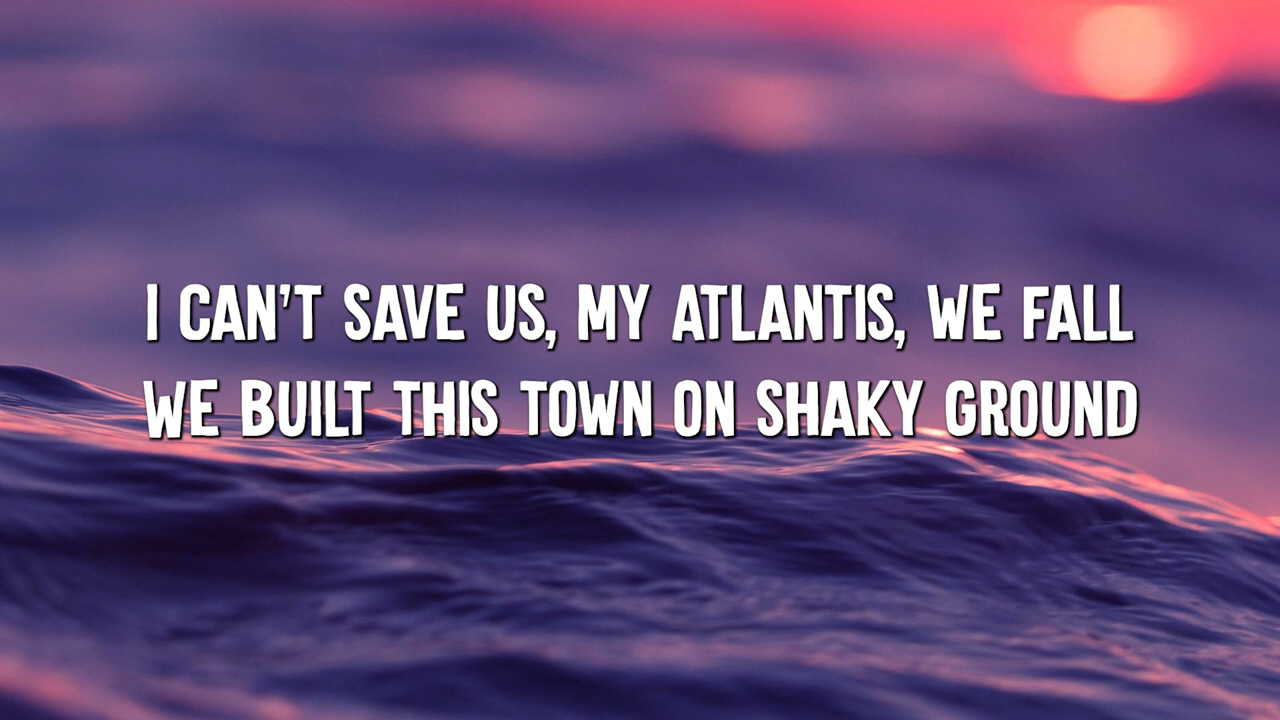 I CAN'T SAVE US, MY ATLANTIS, WE FALL
WE BUILT THIS TOWN ON SHAKY GROUND